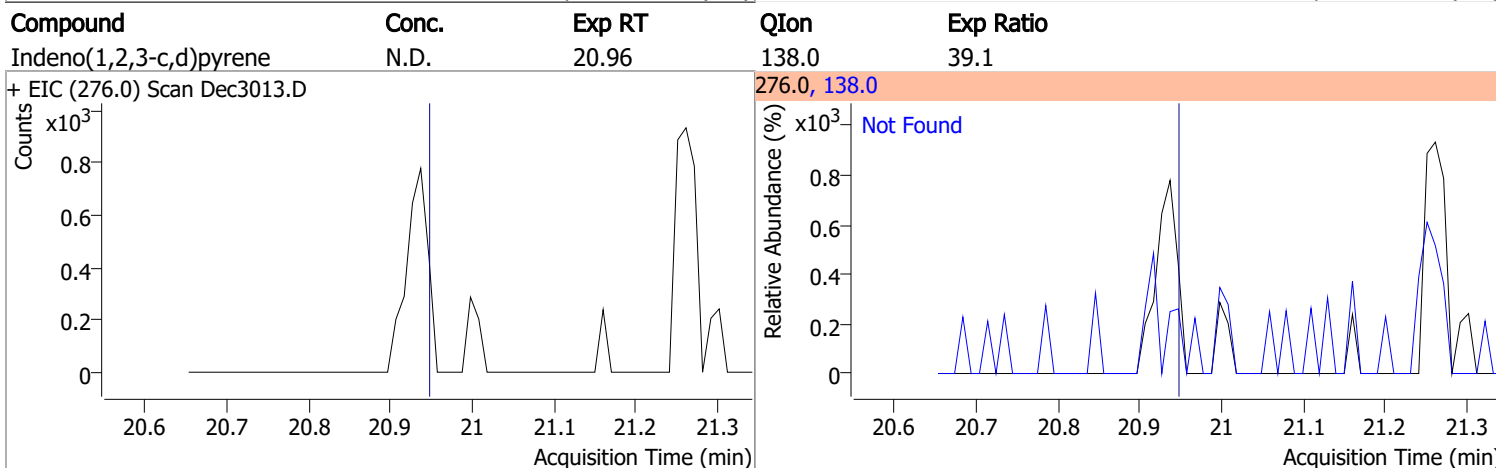 Compound Conc. Exp RT QIon Exp Ratio
Indeno(1,2,3-c,d)pyrene N.D. 20.96 138.0 39.1
+ EIC (276.0) Scan Dec3013.D
Counts
x10³
0.8
0.6
0.4
0.2
0
20.6 20.7 20.8 20.9 21 21.1 21.2 21.3
Acquisition Time (min)
276.0, 138.0
Relative Abundance (%)
x10³
Not Found
0.8
0.6
0.4
0.2
0
20.6 20.7 20.8 20.9 21 21.1 21.2 21.3
Acquisition Time (min)